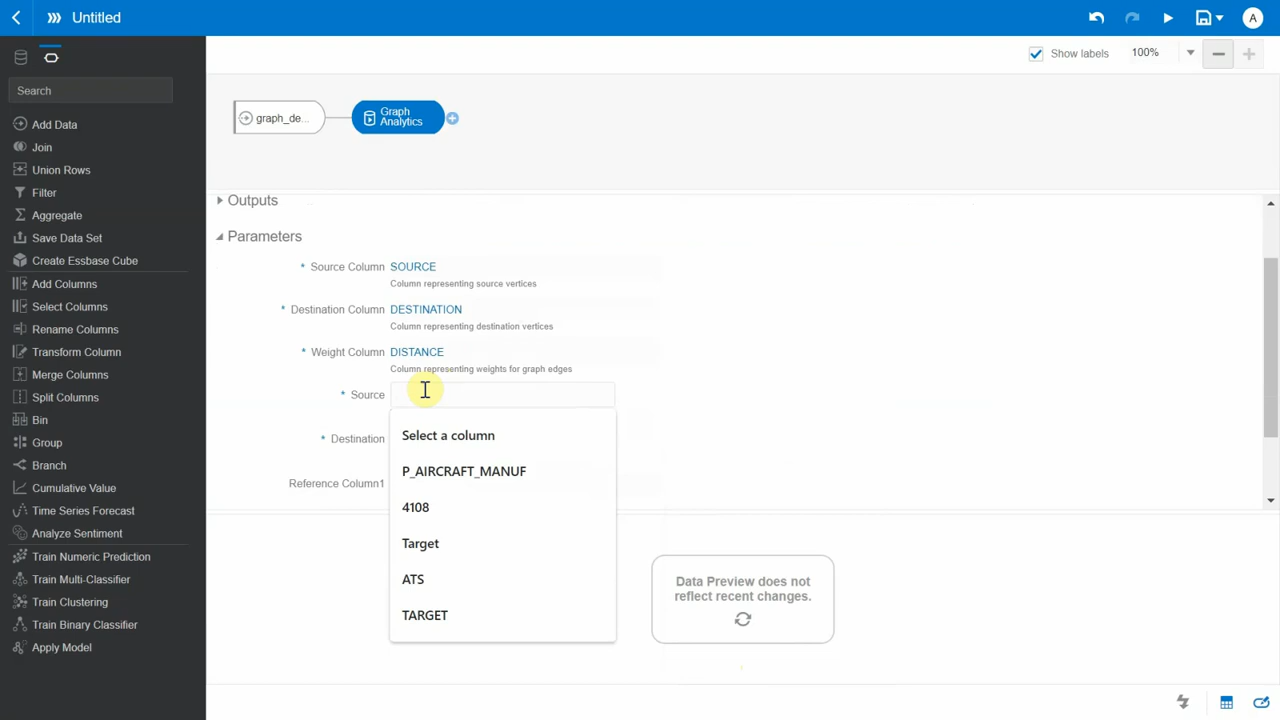 Untitled
A
Show labels
100%
Search
Add Data
Join
Union Rows
Filter
Aggregate
Save Data Set
Create Essbase Cube
Add Columns
Select Columns
Rename Columns
Transform Column
Merge Columns
Split Columns
Bin
Group
Branch
Cumulative Value
Time Series Forecast
Analyze Sentiment
Train Numeric Prediction
Train Multi-Classifier
Train Clustering
Train Binary Classifier
Apply Model
graph_de...
Graph
Analytics
Outputs
Parameters
* Source Column SOURCE
Column representing source vertices
* Destination Column DESTINATION
Column representing destination vertices
* Weight Column DISTANCE
Column representing weights for graph edges
* Source
* Destination
Reference Column1
Select a column
P_AIRCRAFT_MANUF
4108
Target
ATS
TARGET
Data Preview does not
reflect recent changes.